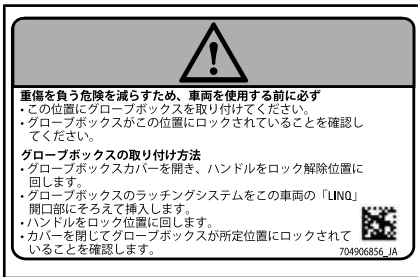 重傷を負う危険を減らすため、車両を使用する前に必ず
・この位置にグローブボックスを取り付けてください。
・グローブボックスがこの位置にロックされていることを確認し
てください。
グローブボックスの取り付け方法
・グローブボックスカバーを開き、ハンドルをロック解除位置に
回します。
・グローブボックスのラッチングシステムをこの車両の「LINQ」
開口部にそろえて挿入します。
・ハンドルをロック位置に回します。
・カバーを閉じてグローブボックスが所定位置にロックされて
いることを確認します。
704906856_JA